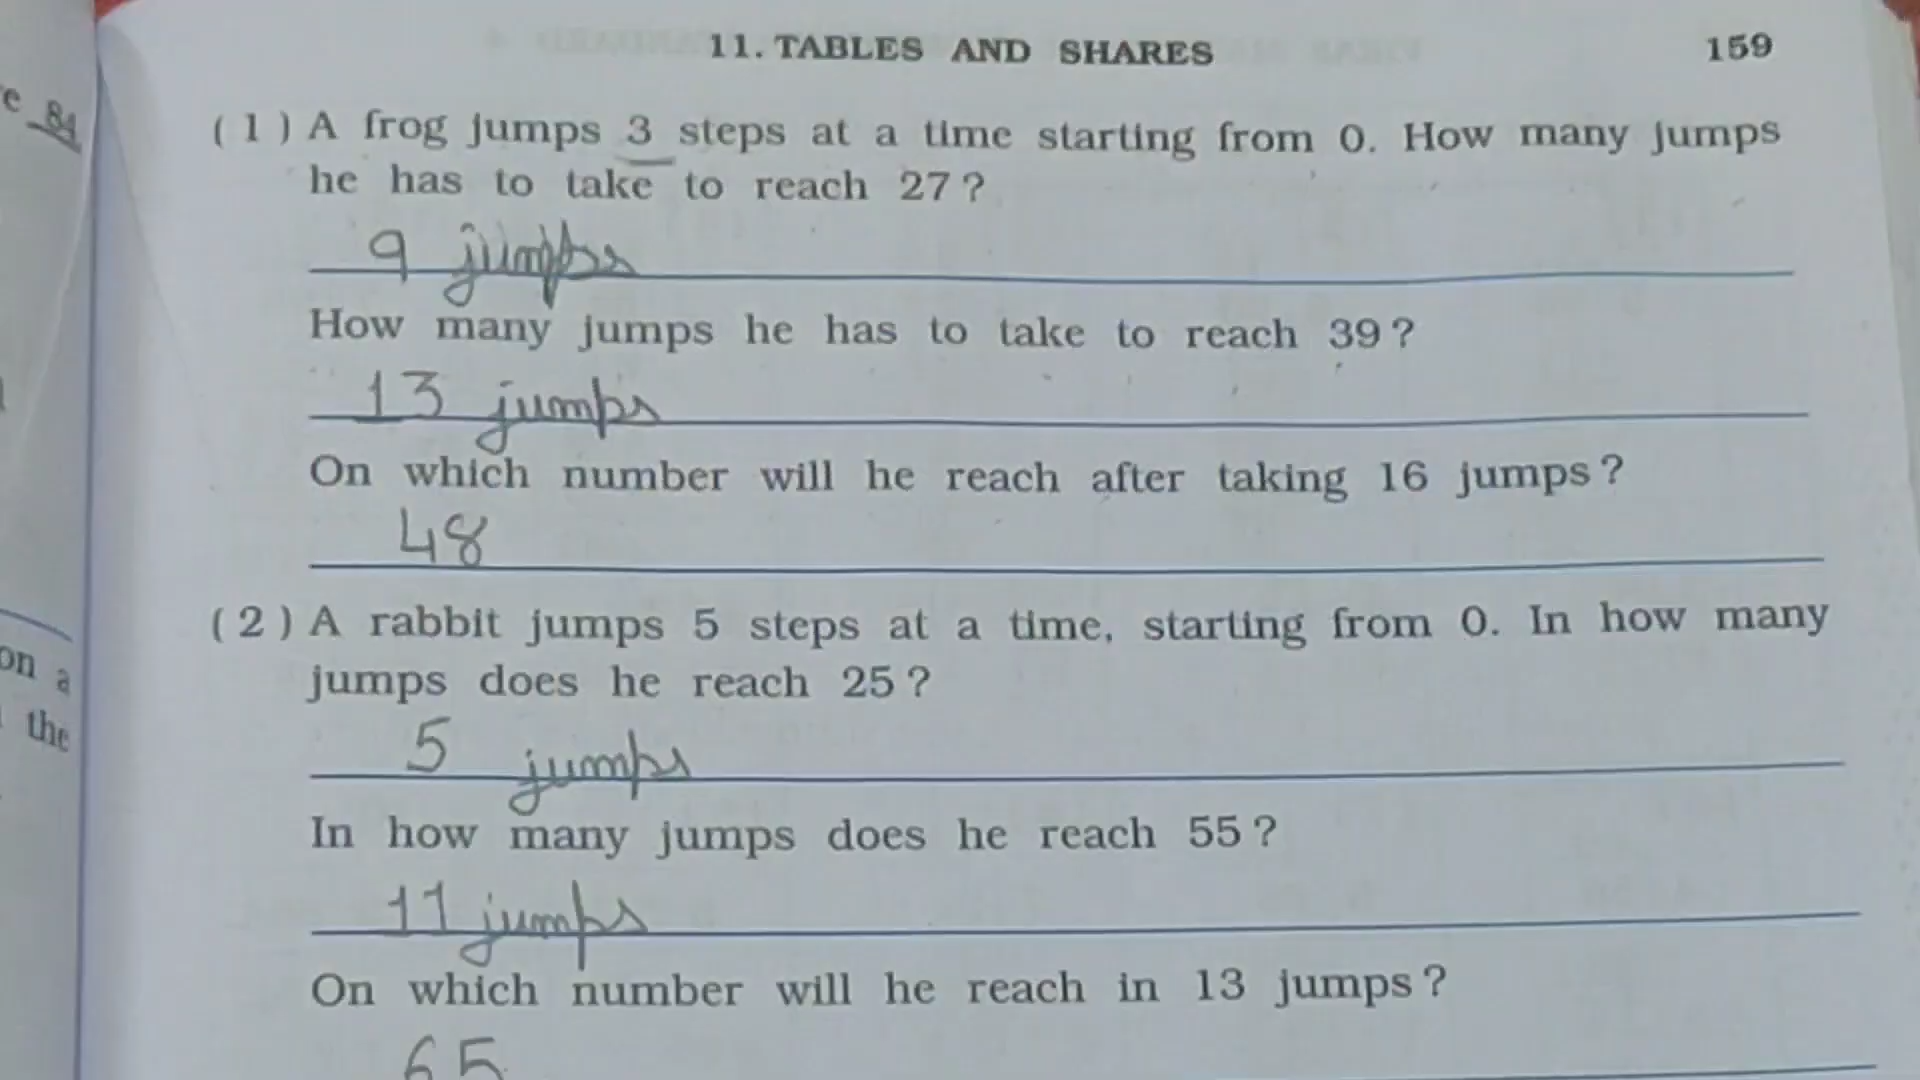 11. TABLES AND SHARES 159
e 84
( 1 ) A frog jumps 3 steps at a time starting from 0. How many jumps
he has to take to reach 27 ?
9 jumps
How many jumps he has to take to reach 39 ?
13 jumps
On which number will he reach after taking 16 jumps ?
48
( 2 ) A rabbit jumps 5 steps at a time, starting from 0. In how many
jumps does he reach 25 ?
on a
the
5 jumps
In how many jumps does he reach 55 ?
11 jumps
On which number will he reach in 13 jumps ?
65